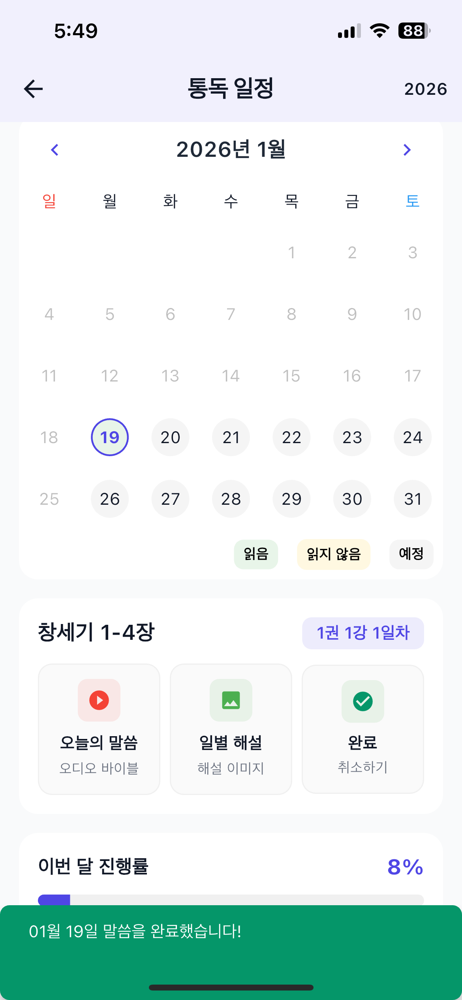 5:49
88
통독 일정
2026
2026년 1월
일 월 화 수 목 금 토
1 2 3
4 5 6 7 8 9 10
11 12 13 14 15 16 17
18 19 20 21 22 23 24
25 26 27 28 29 30 31
읽음 읽지 않음 예정
창세기 1-4장
1권 1강 1일차
오늘의 말씀
오디오 바이블
일별 해설
해설 이미지
완료
취소하기
이번 달 진행률
8%
01월 19일 말씀을 완료했습니다!